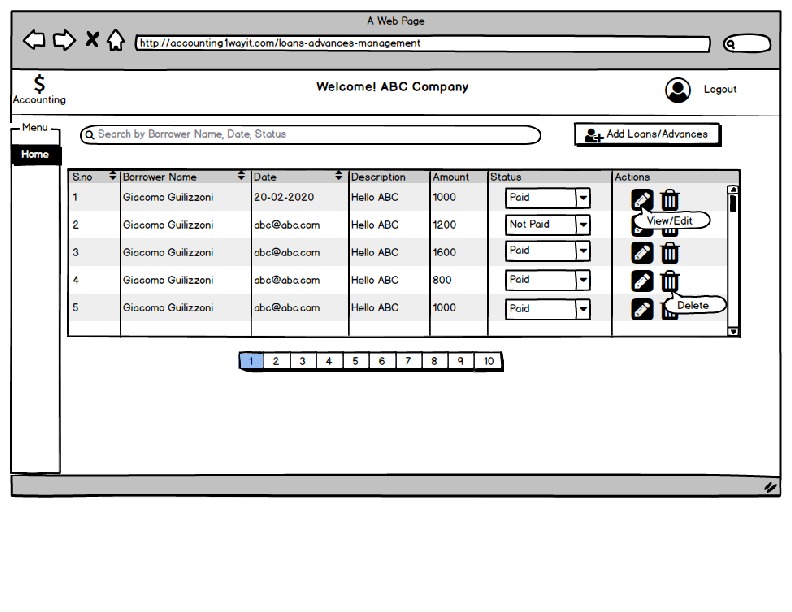 A Web Page
http://accounting1wayit.com/loans-advances-management
$
Accounting
Welcome! ABC Company
Logout
Menu
Home
Search by Borrower Name, Date, Status
Add Loans/Advances
S.no Borrower Name Date Description Amount Status Actions
1 Giacomo Guilizzoni 20-02-2020 Hello ABC 1000 Paid
View/Edit
2 Giacomo Guilizzoni abc@abc.com Hello ABC 1200 Not Paid
3 Giacomo Guilizzoni abc@abc.com Hello ABC 1600 Paid
4 Giacomo Guilizzoni abc@abc.com Hello ABC 800 Paid
Delete
5 Giacomo Guilizzoni abc@abc.com Hello ABC 1000 Paid
1 2 3 4 5 6 7 8 9 10